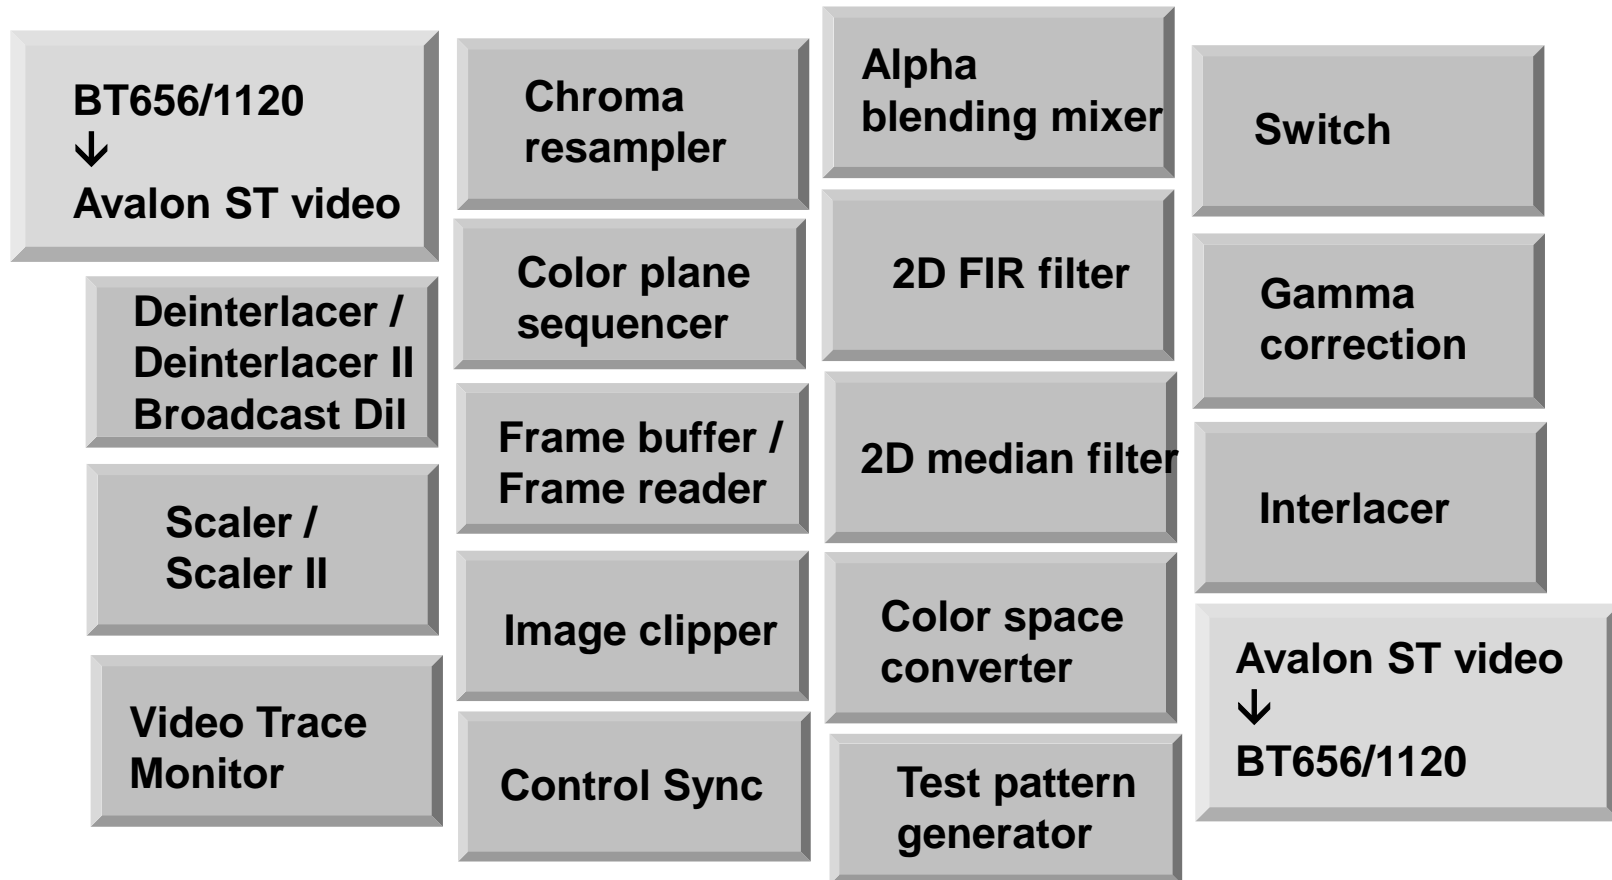 BT656/1120
↓
Avalon ST video
Deinterlacer /
Deinterlacer II
Broadcast Dil
Scaler /
Scaler II
Video Trace
Monitor
Chroma
resampler
Color plane
sequencer
Frame buffer /
Frame reader
Image clipper
Control Sync
Alpha
blending mixer
2D FIR filter
2D median filter
Color space
converter
Test pattern
generator
Switch
Gamma
correction
Interlacer
Avalon ST video
↓
BT656/1120